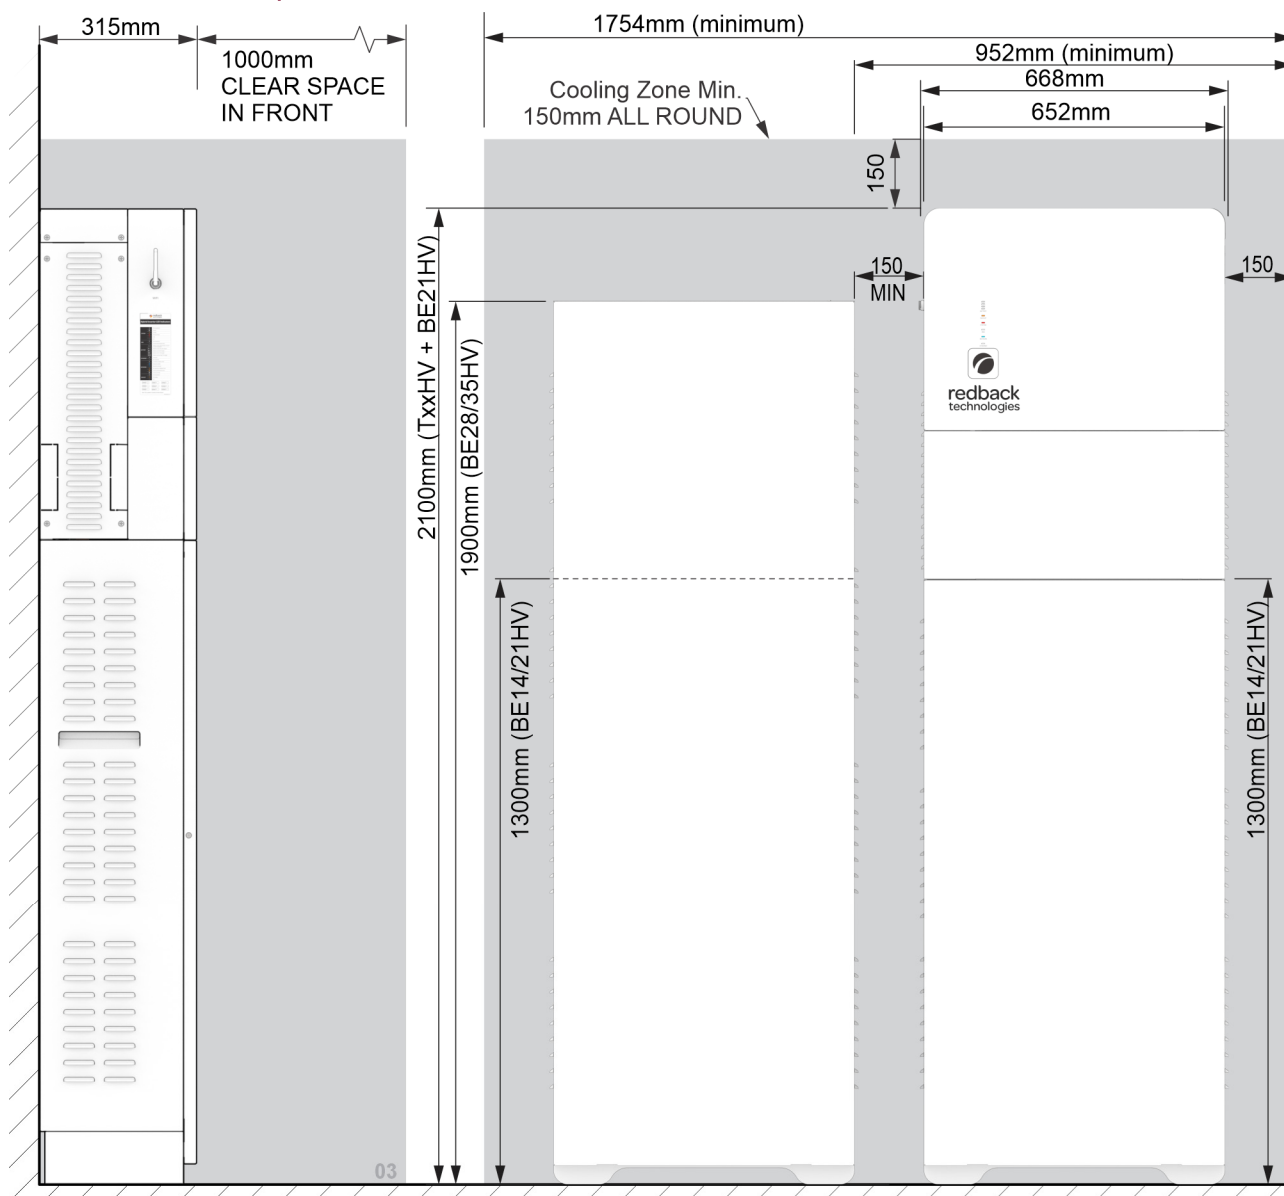 315mm
1000mm
CLEAR SPACE
IN FRONT
1754mm (minimum)
952mm (minimum)
668mm
652mm
Cooling Zone Min.
150mm ALL ROUND
150
150
MIN
150
2100mm (TxxHV + BE21HV)
1900mm (BE28/35HV)
1300mm (BE14/21HV)
redback
technologies
1300mm (BE14/21HV)
03